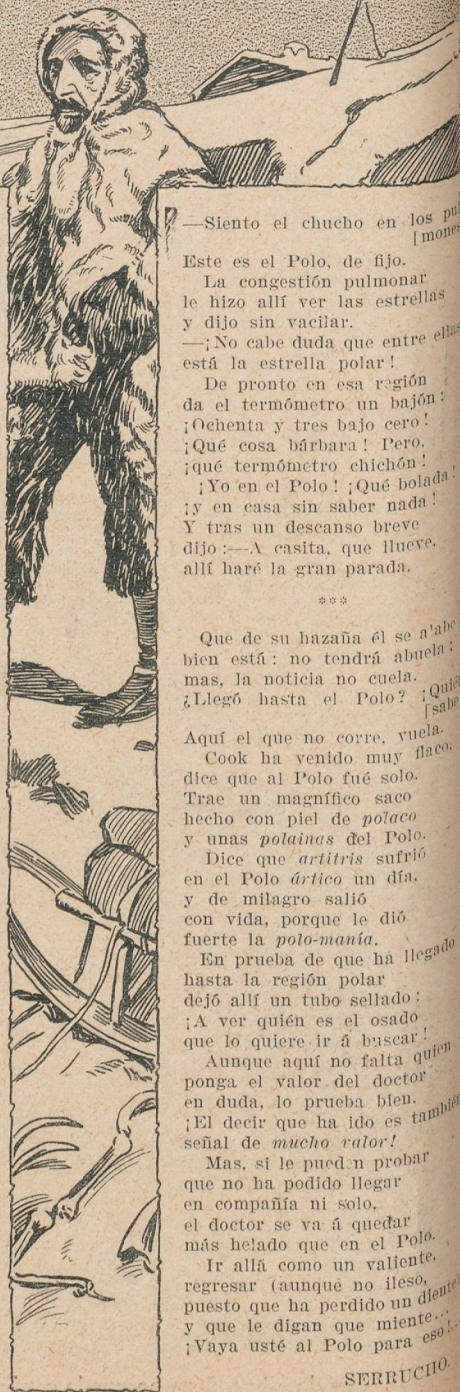 —Siento el chucho en los pul
[mones
Este es el Polo, de fijo.
La congestión pulmonar
le hizo allí ver las estrellas
y dijo sin vacilar.
—¡No cabe duda que entre ellas
está la estrella polar!
De pronto en esa región
da el termómetro un bajón:
¡Ochenta y tres bajo cero!
¡Qué cosa bárbara! Pero,
¡qué termómetro chichón!
¡Yo en el Polo! ¡Qué bolada!
¡y en casa sin saber nada!
Y tras un descanso breve
dijo:—A casita, que llueve,
allí haré la gran parada.
***
Que de su hazaña él se a'abe
bien está: no tendrá abuela;
mas, la noticia no cuela.
¿Llegó hasta el Polo? ¡Quién
[sabe
Aquí el que no corre, vuela.
Cook ha venido muy flaco.
dice que al Polo fué solo.
Trae un magnífico saco
hecho con piel de polaco
y unas polainas del Polo.
Dice que artitris sufrió
en el Polo ártico un día,
y de milagro salió
con vida, porque le dió
fuerte la polo-manía.
En prueba de que ha llegado
hasta la región polar
dejó allí un tubo sellado:
¡A ver quién es el osado
que lo quiere ir á buscar!
Aunque aquí no falta quien
ponga el valor del doctor
en duda, lo prueba bien.
¡El decir que ha ido es también
señal de mucho valor!
Mas, si le pueden probar
que no ha podido llegar
en compañía ni solo,
el doctor se va á quedar
más helado que en el Polo.
Ir allá como un valiente,
regresar (aunque no ileso,
puesto que ha perdido un diente
y que le digan que miente...
¡Vaya usté al Polo para eso!..
SERRUCHO.